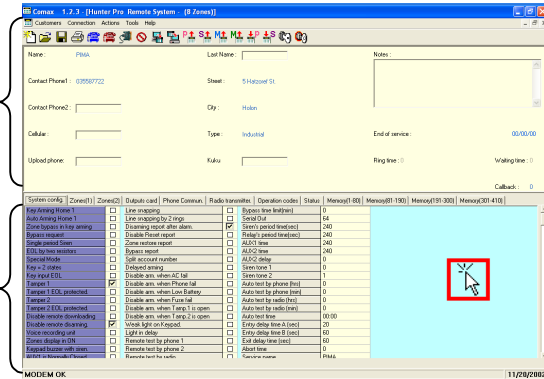 Comax 1.2.3 - [Hunter Pro Remote System - (8 Zones)]
Customers Connection Actions Tools Help
Name: PIMA Last Name: Notes:
Contact Phone1: 035587722 Street: 5 Hatzoref St.
Contact Phone2: City: Holon
Cellular: Type: Industrial End of service: 00/00/00
Upload phone: Kuku Ring time: 0 Waiting time: 0
Callback: 0
System config. Zones(1) Zones(2) Outputs card Phone Commun. Radio transmitter. Operation codes Status Memory(1-80) Memory(81-190) Memory(191-300) Memory(301-410)
Key Arming Home 1 Line snapping Bypass time limit(min) 0
Auto Arming Home 1 Line snapping by 2 rings Serial Out 64
Zone bypass in key arming Disarming report after alarm. Siren's period time(sec) 240
Bypass request Disable Reset report Relay's period time(sec) 240
Single period Siren Zone restore report AUX1 time 240
EOL by two resistors Bypass report AUX2 time 240
Special Mode Split account number AUX2 delay 0
Key = 2 states Delayed arming Siren tone 1 0
Key input EOL Disable arm. when AC fail Siren tone 2 1
Tamper 1 Disable arm. when Phone fail Auto test by phone (hrs) 0
Tamper 1 EOL protected. Disable arm. when Low Battery Auto test by phone (min) 0
Tamper 2 Disable arm. when Fuse fail Auto test by radio (hrs) 0
Tamper 2 EOL protected. Disable arm. when Tamp.1 is open Auto test by radio (min) 0
Disable remote downloading Disable arm. when Tamp.2 is open Auto test time 00:00
Disable remote disarming. Weak light on Keypad. Entry delay time A (sec) 20
Voice recording unit Light in delay Entry delay time B (sec) 60
Zones display in ON Remote test by phone 1 Exit delay time (sec) 60
Keypad buzzer with siren. Remote test by phone 2 Abort time 0
AUX1 is Normally Closed Remote test by radio Service name PIMA
MODEM OK 11/20/2002